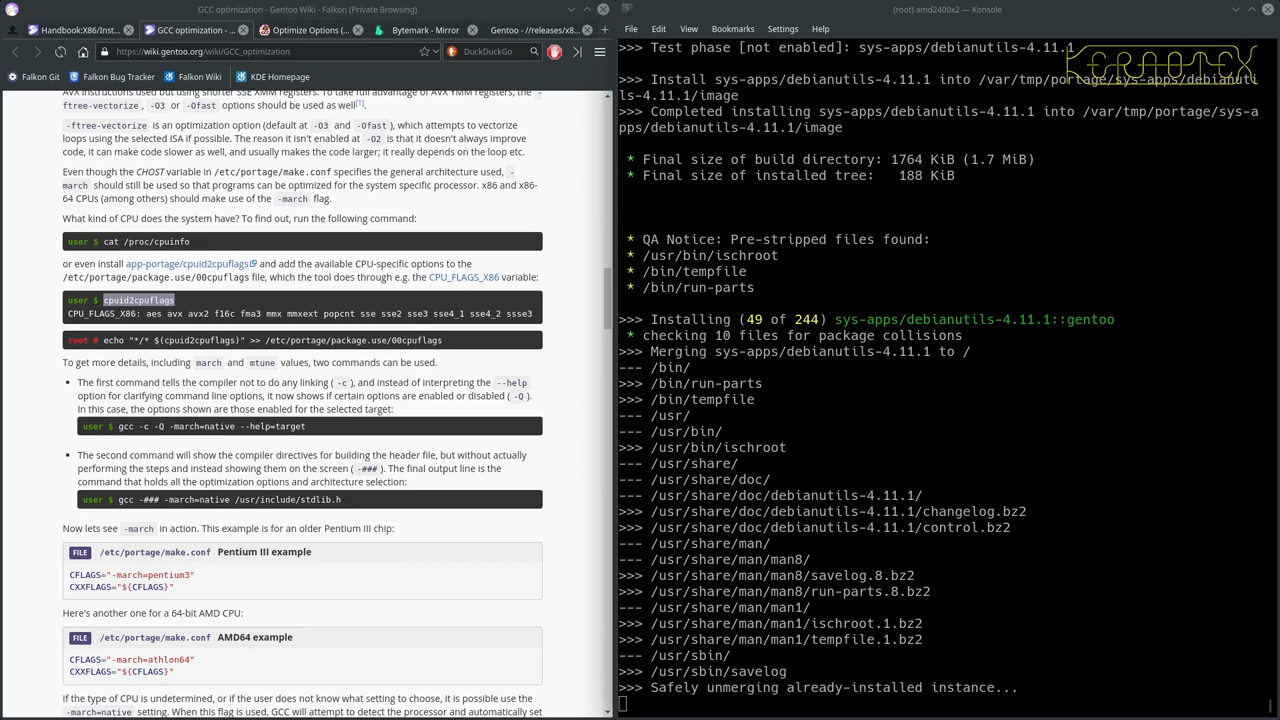 GCC optimization - Gentoo Wiki - Falkon (Private Browsing)
Handbook:X86/Inst...
GCC optimization - ...
Optimize Options (...
Bytemark - Mirror
Gentoo - //releases/x8...
https://wiki.gentoo.org/wiki/GCC_optimization
DuckDuckGo
Falkon Git
Falkon Bug Tracker
Falkon Wiki
KDE Homepage
AVX instructions used but using shorter SSE XMM registers. To take full advantage of AVX YMM registers, the -
ftree-vectorize, -O3 or -Ofast options should be used as well[1].
-ftree-vectorize is an optimization option (default at -O3 and -Ofast), which attempts to vectorize
loops using the selected ISA if possible. The reason it isn't enabled at -O2 is that it doesn't always improve
code, it can make code slower as well, and usually makes the code larger; it really depends on the loop etc.
Even though the CHOST variable in /etc/portage/make.conf specifies the general architecture used, -
march should still be used so that programs can be optimized for the system specific processor. x86 and x86-
64 CPUs (among others) should make use of the -march flag.
What kind of CPU does the system have? To find out, run the following command:
user $ cat /proc/cpuinfo
or even install app-portage/cpuid2cpuflags and add the available CPU-specific options to the
/etc/portage/package.use/00cpuflags file, which the tool does through e.g. the CPU_FLAGS_X86 variable:
user $ cpuid2cpuflags
CPU_FLAGS_X86: aes avx avx2 f16c fma3 mmx mmxext popcnt sse sse2 sse3 sse4_1 sse4_2 ssse3
root # echo "*/* $(cpuid2cpuflags)" >> /etc/portage/package.use/00cpuflags
To get more details, including march and mtune values, two commands can be used.
• The first command tells the compiler not to do any linking (-c), and instead of interpreting the --help
option for clarifying command line options, it now shows if certain options are enabled or disabled (-Q).
In this case, the options shown are those enabled for the selected target:
user $ gcc -c -Q -march=native --help=target
• The second command will show the compiler directives for building the header file, but without actually
performing the steps and instead showing them on the screen (-###). The final output line is the
command that holds all the optimization options and architecture selection:
user $ gcc -### -march=native /usr/include/stdlib.h
Now lets see -march in action. This example is for an older Pentium III chip:
FILE /etc/portage/make.conf Pentium III example
CFLAGS="-march=pentium3"
CXXFLAGS="${CFLAGS}"
Here's another one for a 64-bit AMD CPU:
FILE /etc/portage/make.conf AMD64 example
CFLAGS="-march=athlon64"
CXXFLAGS="${CFLAGS}"
If the type of CPU is undetermined, or if the user does not know what setting to choose, it is possible use the
-march=native setting. When this flag is used, GCC will attempt to detect the processor and automatically set
(root) amd2400x2 — Konsole
File Edit View Bookmarks Settings Help
>>> Test phase [not enabled]: sys-apps/debianutils-4.11.1
>>> Install sys-apps/debianutils-4.11.1 into /var/tmp/portage/sys-apps/debianuti
ls-4.11.1/image
>>> Completed installing sys-apps/debianutils-4.11.1 into /var/tmp/portage/sys-a
pps/debianutils-4.11.1/image
* Final size of build directory: 1764 KiB (1.7 MiB)
* Final size of installed tree: 188 KiB
* QA Notice: Pre-stripped files found:
* /usr/bin/ischroot
* /bin/tempfile
* /bin/run-parts
>>> Installing (49 of 244) sys-apps/debianutils-4.11.1::gentoo
* checking 10 files for package collisions
>>> Merging sys-apps/debianutils-4.11.1 to /
--- /bin/
>>> /bin/run-parts
>>> /bin/tempfile
--- /usr/
--- /usr/bin/
>>> /usr/bin/ischroot
--- /usr/share/
--- /usr/share/doc/
--- /usr/share/doc/debianutils-4.11.1/
>>> /usr/share/doc/debianutils-4.11.1/changelog.bz2
>>> /usr/share/doc/debianutils-4.11.1/control.bz2
--- /usr/share/man/
--- /usr/share/man/man8/
>>> /usr/share/man/man8/savelog.8.bz2
>>> /usr/share/man/man8/run-parts.8.bz2
--- /usr/share/man/man1/
>>> /usr/share/man/man1/ischroot.1.bz2
>>> /usr/share/man/man1/tempfile.1.bz2
--- /usr/sbin/
>>> /usr/sbin/savelog
>>> Safely unmerging already-installed instance...